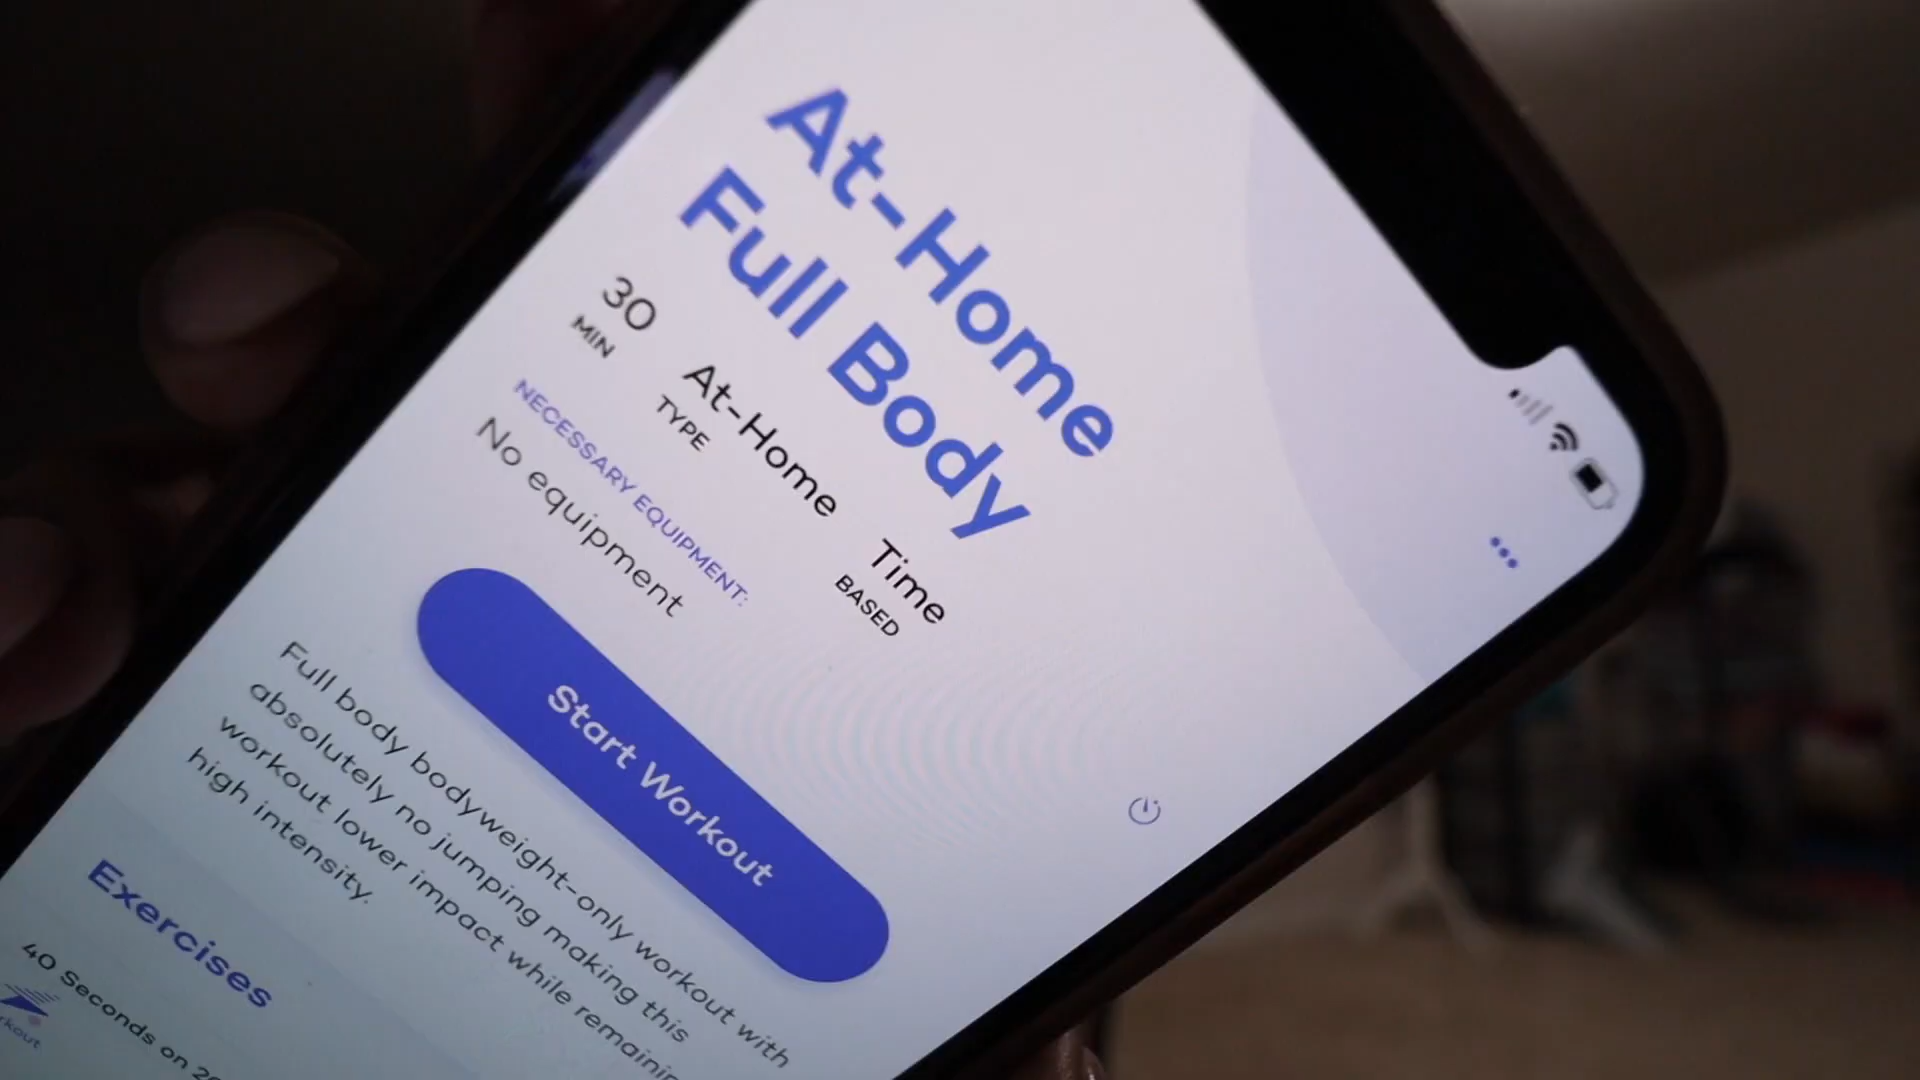 At-Home
Full Body
30
MIN
At-Home
TYPE
Time
BASED
NECESSARY EQUIPMENT:
No equipment
Start Workout
Full body bodyweight-only workout with
absolutely no jumping making this
workout lower impact while remaining
high intensity.
Exercises
40 Seconds on